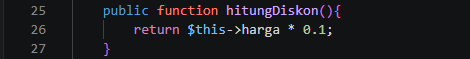 25 public function hitungDiskon(){
26 return $this->harga * 0.1;
27 }